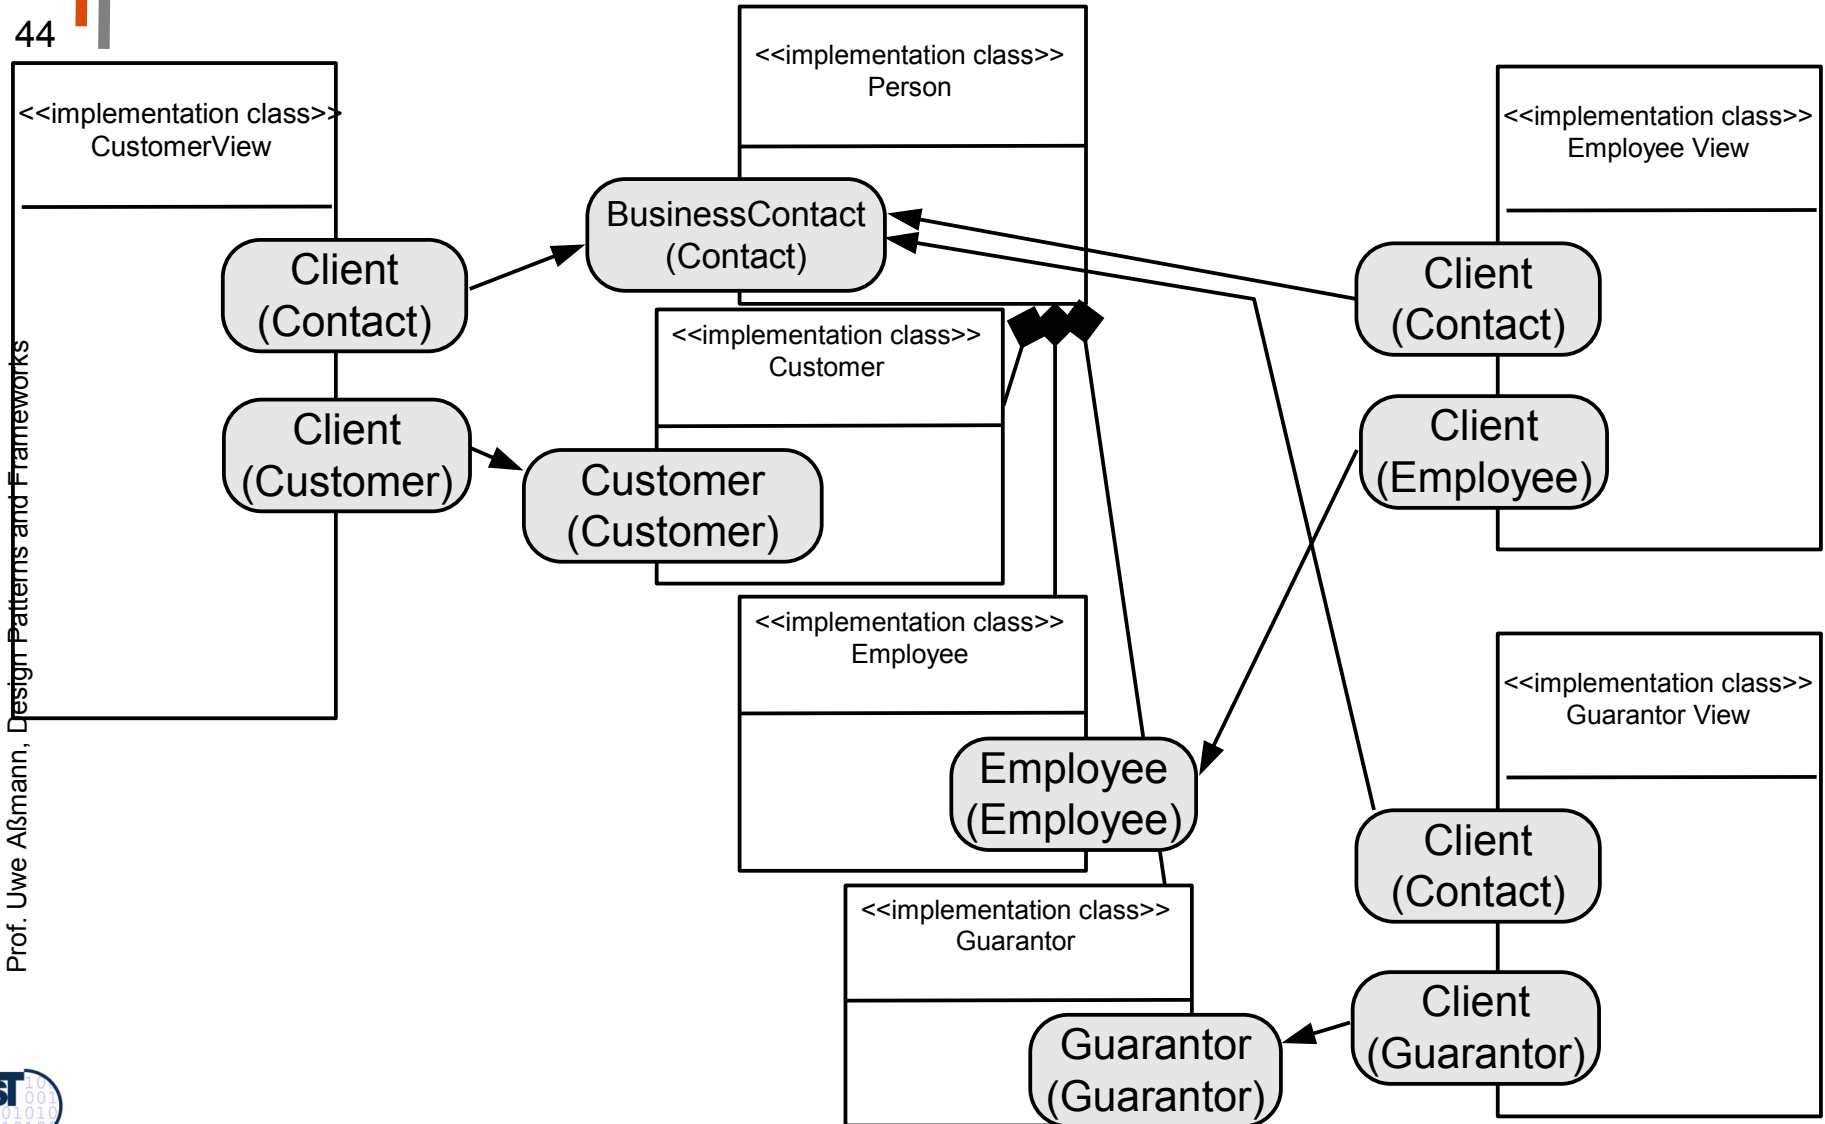 44
<<implementation class>>
CustomerView
Client
(Contact)
Client
(Customer)
<<implementation class>>
Person
BusinessContact
(Contact)
<<implementation class>>
Customer
Customer
(Customer)
<<implementation class>>
Employee
Employee
(Employee)
<<implementation class>>
Guarantor
Guarantor
(Guarantor)
<<implementation class>>
Employee View
Client
(Contact)
Client
(Employee)
<<implementation class>>
Guarantor View
Client
(Contact)
Client
(Guarantor)
Prof. Uwe Aßmann, Design Patterns and Frameworks